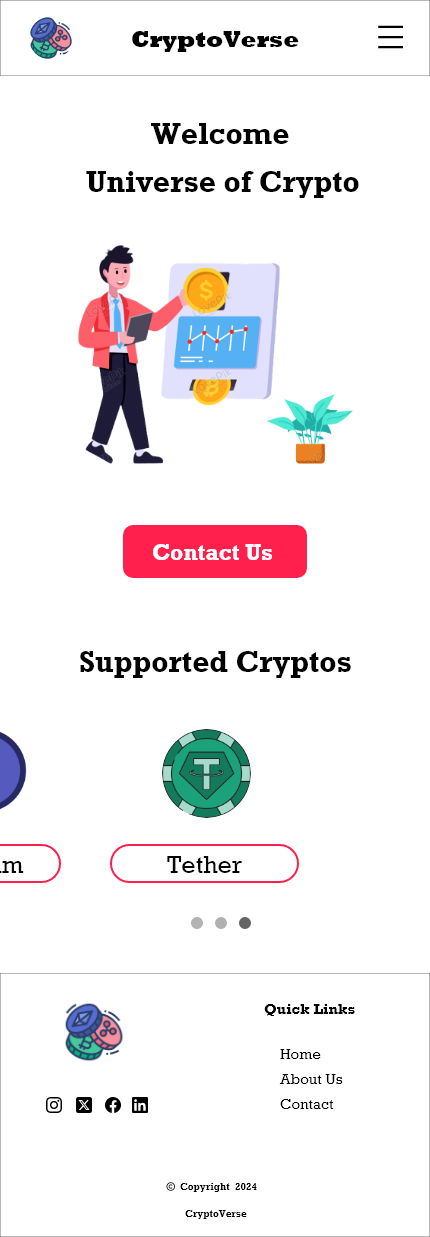 CryptoVerse
Welcome
Universe of Crypto
Contact Us
Supported Cryptos
um
Tether
Quick Links
Home
About Us
Contact
© Copyright 2024
CryptoVerse